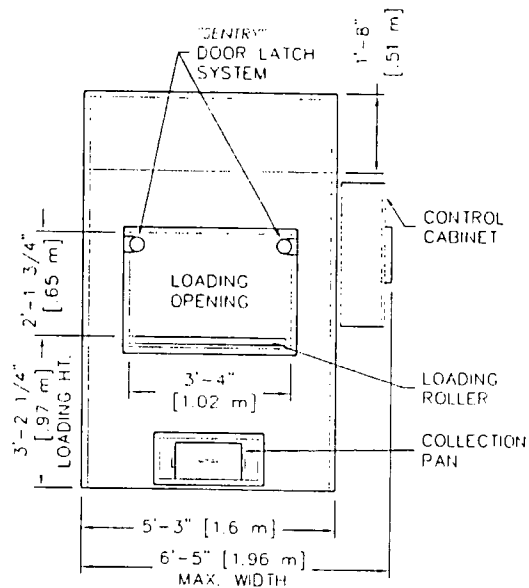 "SENTRY"
DOOR LATCH
SYSTEM
1'-8"
[.51 m]
CONTROL
CABINET
2'-1 3/4"
[.65 m]
LOADING
OPENING
3'-4"
[1.02 m]
3'-2 1/4"
[.97 m]
LOADING HT.
LOADING
ROLLER
COLLECTION
PAN
5'-3" [1.6 m]
6'-5" [1.96 m]
MAX. WIDTH